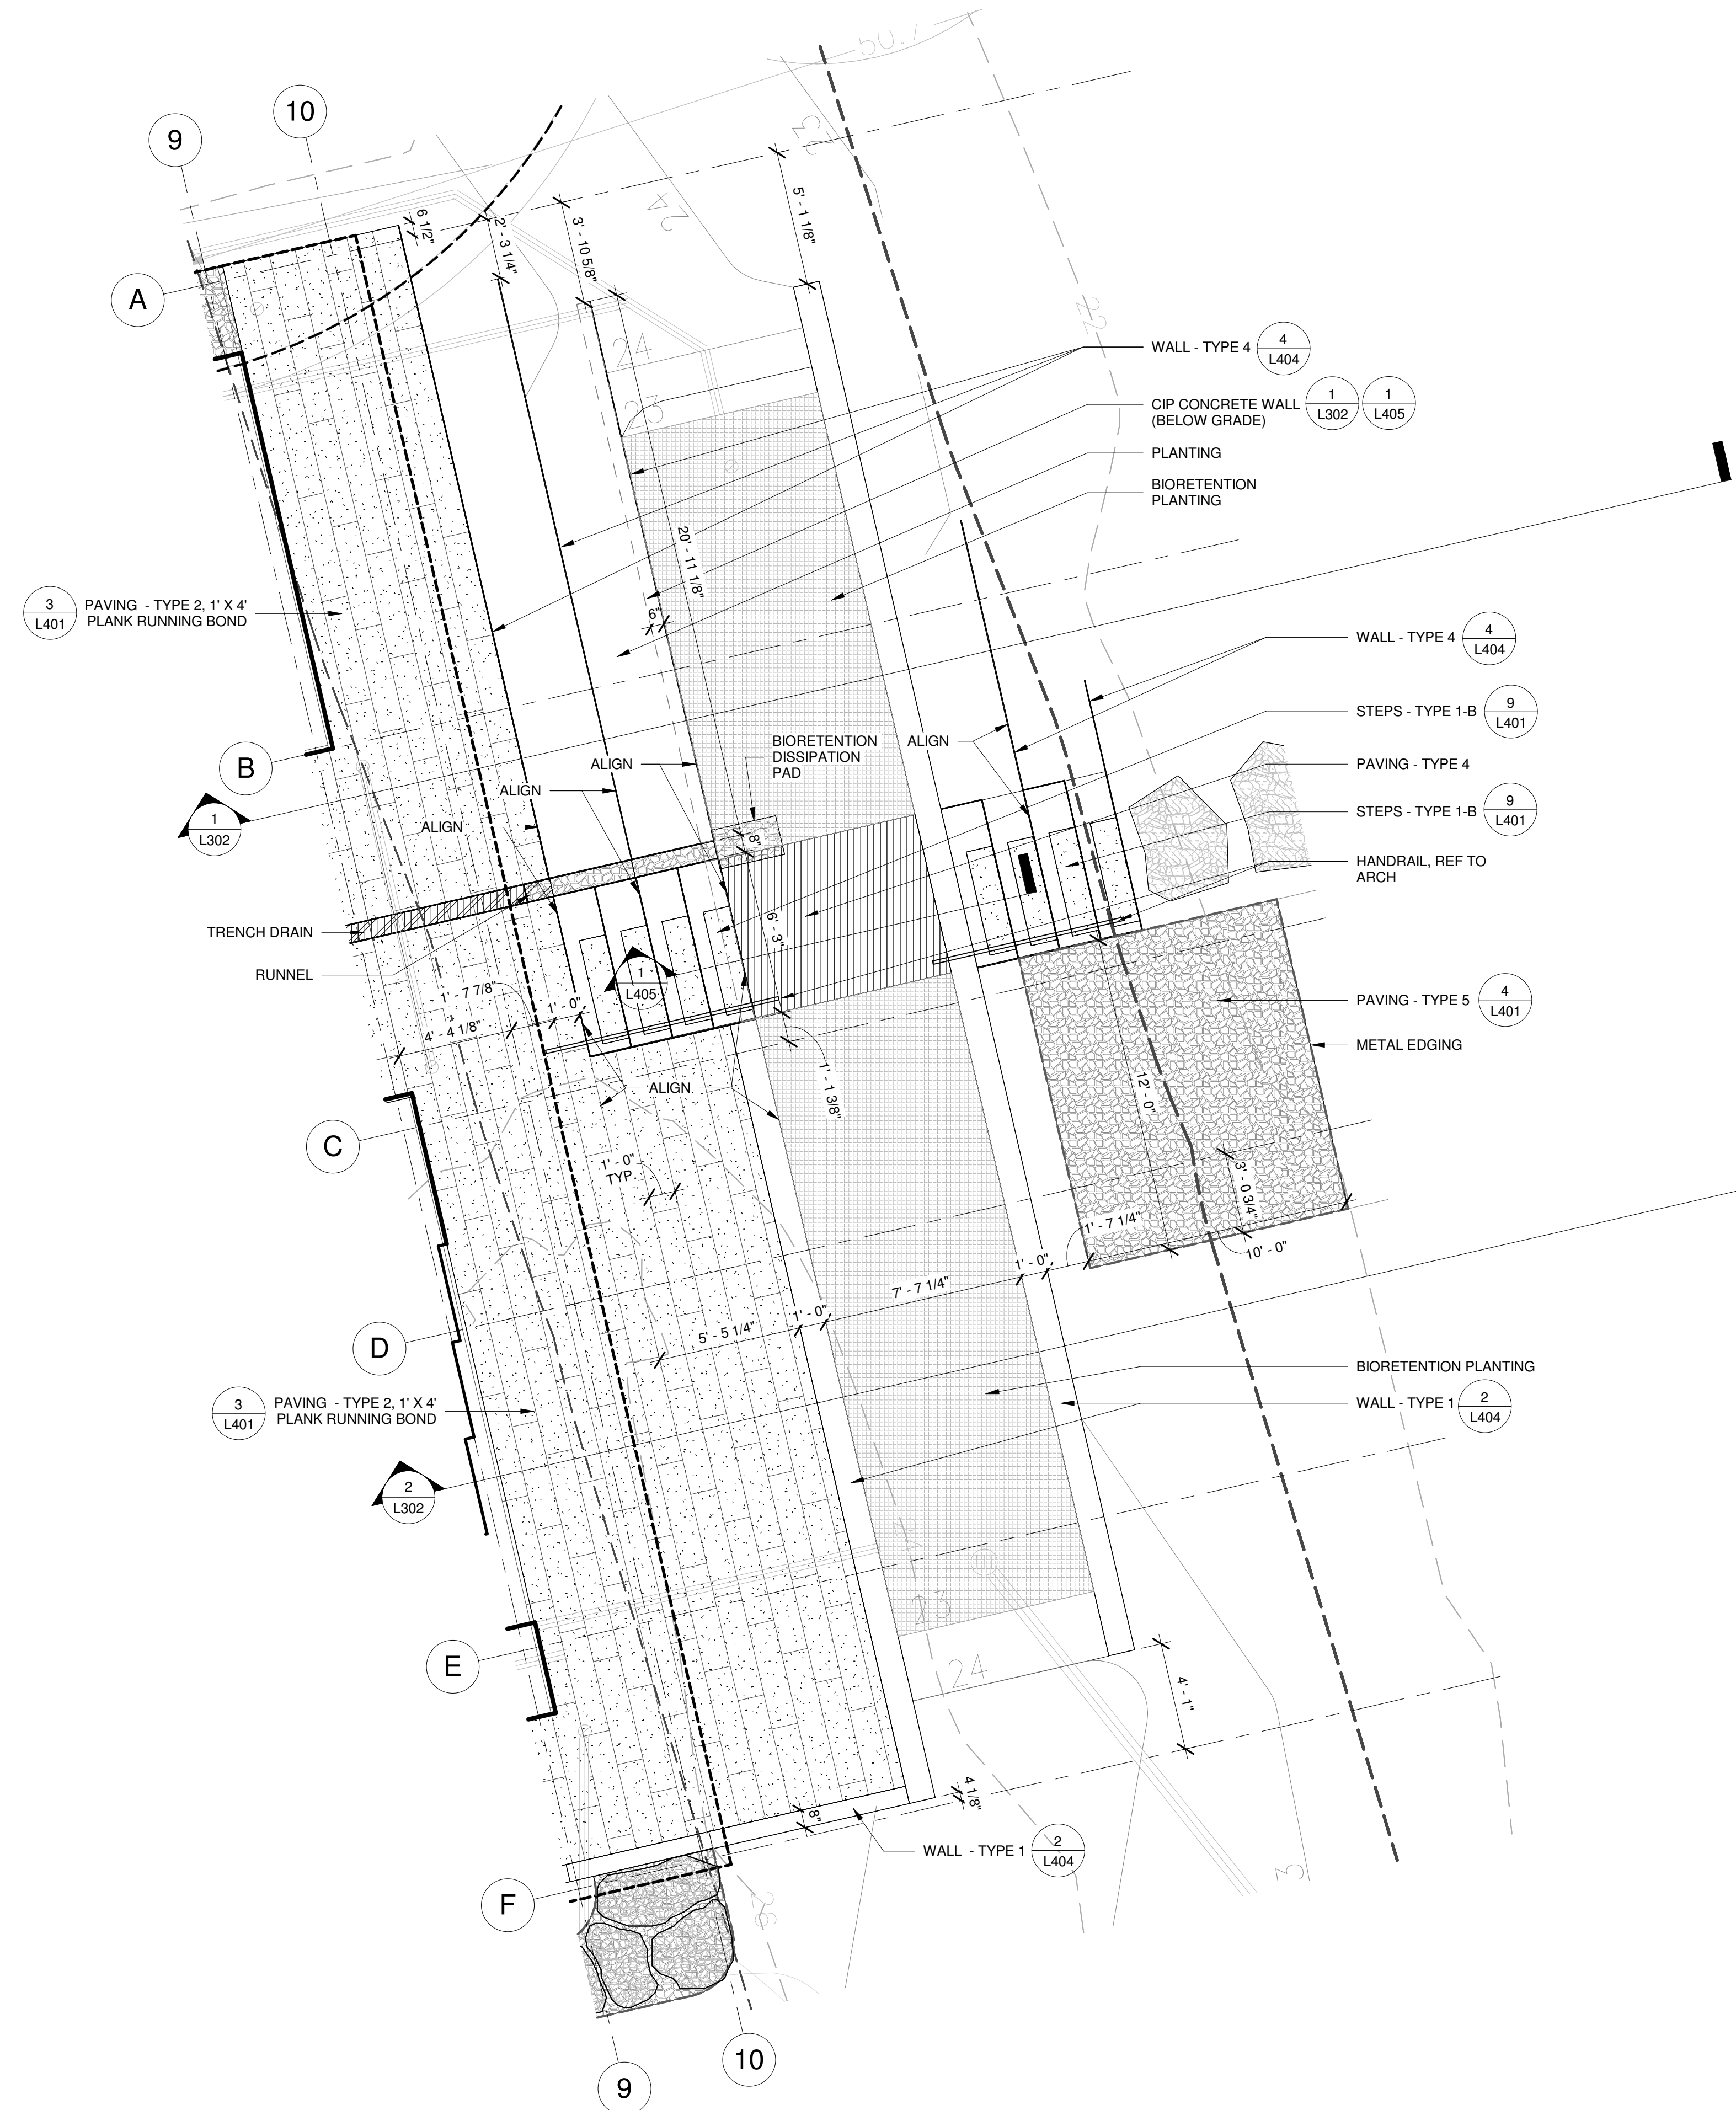 50.7
10
9
23
5' - 1 1/8"
24
6 1/2"
2' - 3 1/4"
3' - 10 5/8"
A
22
24
23
WALL - TYPE 4
4
L404
CIP CONCRETE WALL
(BELOW GRADE)
1
L302
1
L405
PLANTING
BIORETENTION
PLANTING
20' - 11 1/8"
6"
3
L401
PAVING - TYPE 2, 1' X 4'
PLANK RUNNING BOND
WALL - TYPE 4
4
L404
STEPS - TYPE 1-B
9
L401
PAVING - TYPE 4
STEPS - TYPE 1-B
9
L401
HANDRAIL, REF TO
ARCH
BIORETENTION
DISSIPATION
PAD
ALIGN
ALIGN
ALIGN
ALIGN
B
1
L302
8"
6' - 3"
TRENCH DRAIN
RUNNEL
1
L405
1' - 7 7/8"
1' - 0"
4' - 4 1/8"
PAVING - TYPE 5
4
L401
METAL EDGING
ALIGN
1' - 1 3/8"
12' - 0"
C
1' - 0"
TYP.
3' - 0 3/4"
1' - 7 1/4"
10' - 0"
1' - 0"
7' - 7 1/4"
1' - 0"
5' - 5 1/4"
D
BIORETENTION PLANTING
WALL - TYPE 1
2
L404
3
L401
PAVING - TYPE 2, 1' X 4'
PLANK RUNNING BOND
2
L302
E
23
24
4' - 1"
4 1/8"
8"
WALL - TYPE 1
2
L404
F
10
9